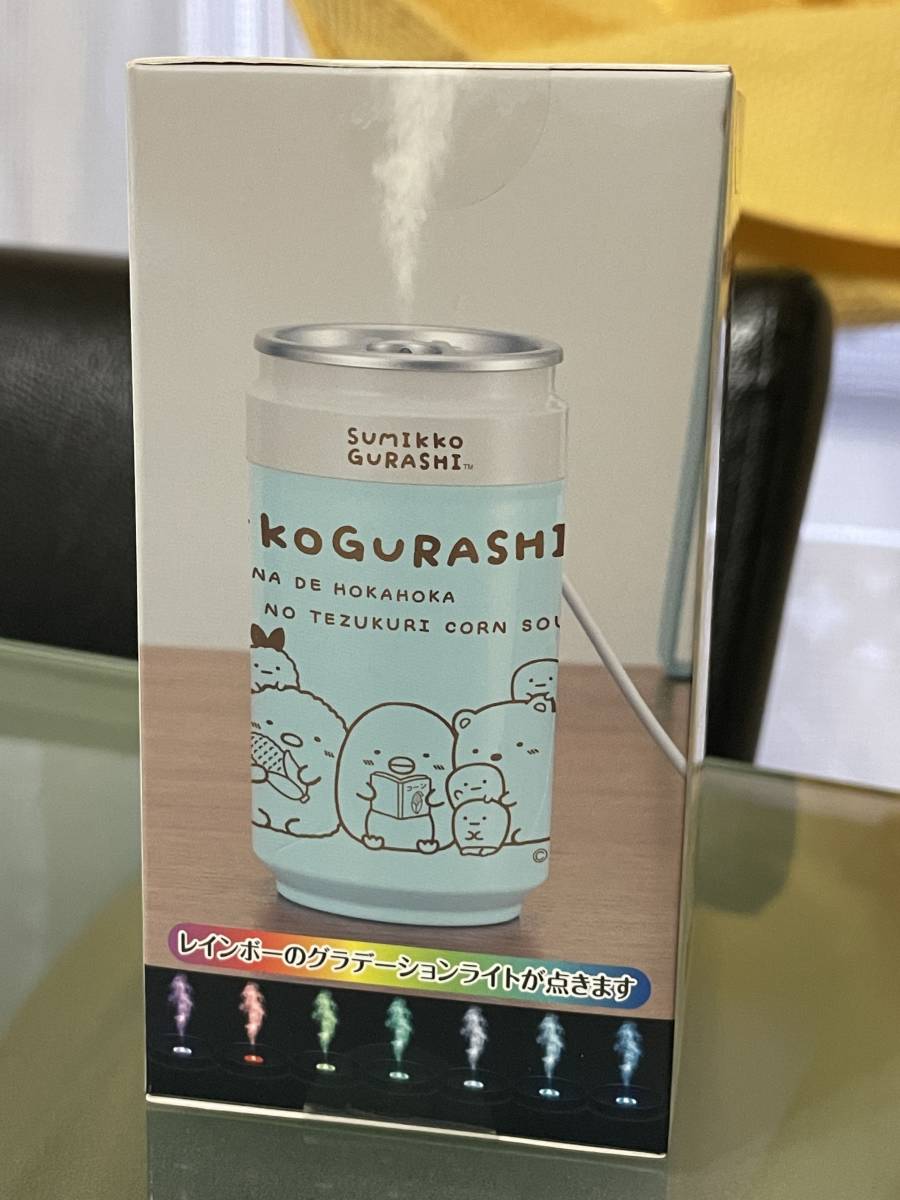 SUMIKKO
GURASHI™
KOGURASHI
NA DE HOKAHOKA
NO TEZUKURI CORN SOU
コーン
©
レインボーのグラデーションライトが点きます